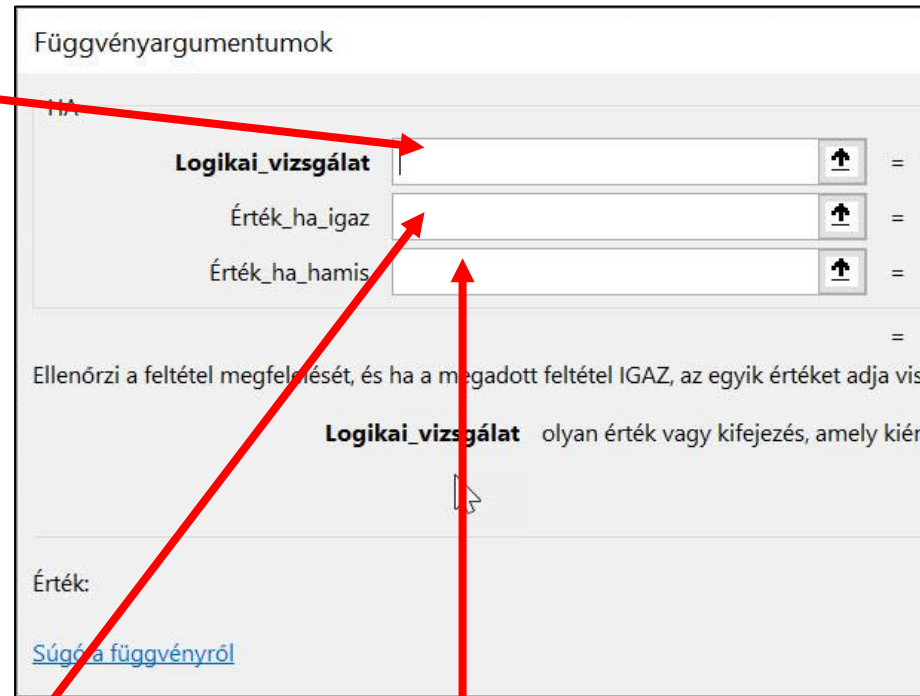 Függvényargumentumok
HA
Logikai_vizsgálat =
Érték_ha_igaz =
Érték_ha_hamis =
=
Ellenőrzi a feltétel megfelelését, és ha a megadott feltétel IGAZ, az egyik értéket adja vis
Logikai_vizsgálat olyan érték vagy kifejezés, amely kiér
Érték:
Súgó a függvényről